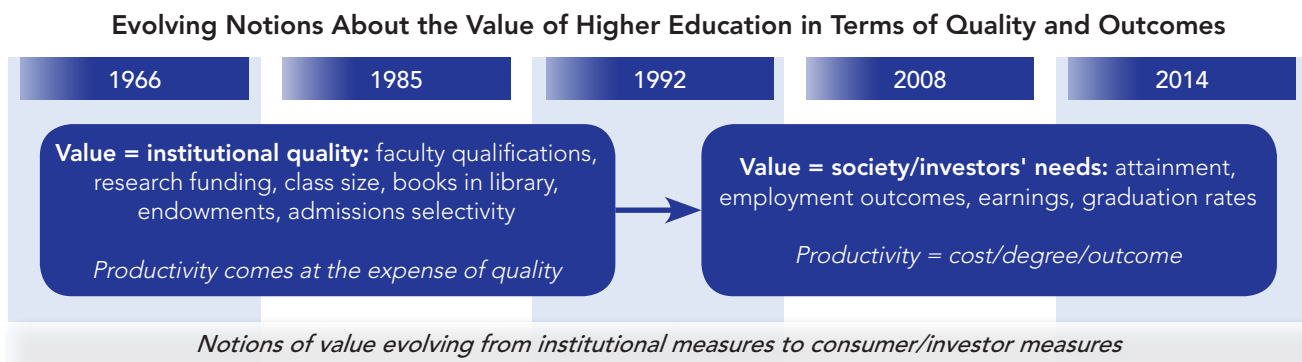 Evolving Notions About the Value of Higher Education in Terms of Quality and Outcomes
1966
1985
1992
2008
2014
Value = institutional quality: faculty qualifications,
research funding, class size, books in library,
endowments, admissions selectivity
Productivity comes at the expense of quality
Value = society/investors' needs: attainment,
employment outcomes, earnings, graduation rates
Productivity = cost/degree/outcome
Notions of value evolving from institutional measures to consumer/investor measures